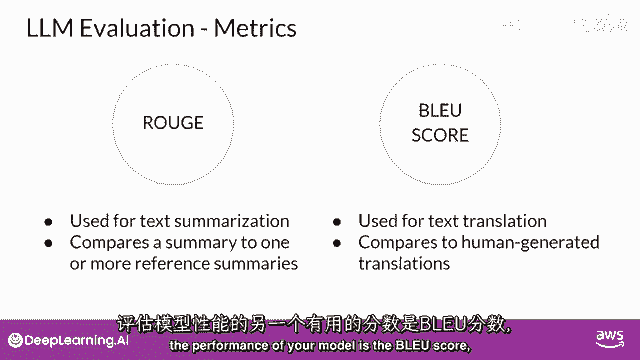 LLM Evaluation - Metrics
ROUGE
BLEU
SCORE
● Used for text summarization
● Compares a summary to one
or more reference summaries
● Used for text translation
● Compares to human-generated
translations
评估模型性能的另一个有用的分数是BLEU分数,
the performance of your model is the BLEU score,
DeepLearning.AI
aws